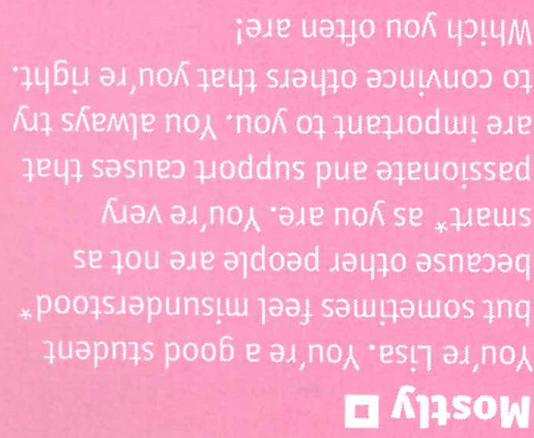 Mostly □
You're Lisa. You're a good student
but sometimes feel misunderstood*
because other people are not as
smart* as you are. You're very
passionate and support causes that
are important to you. You always try
to convince others that you're right.
Which you often are!